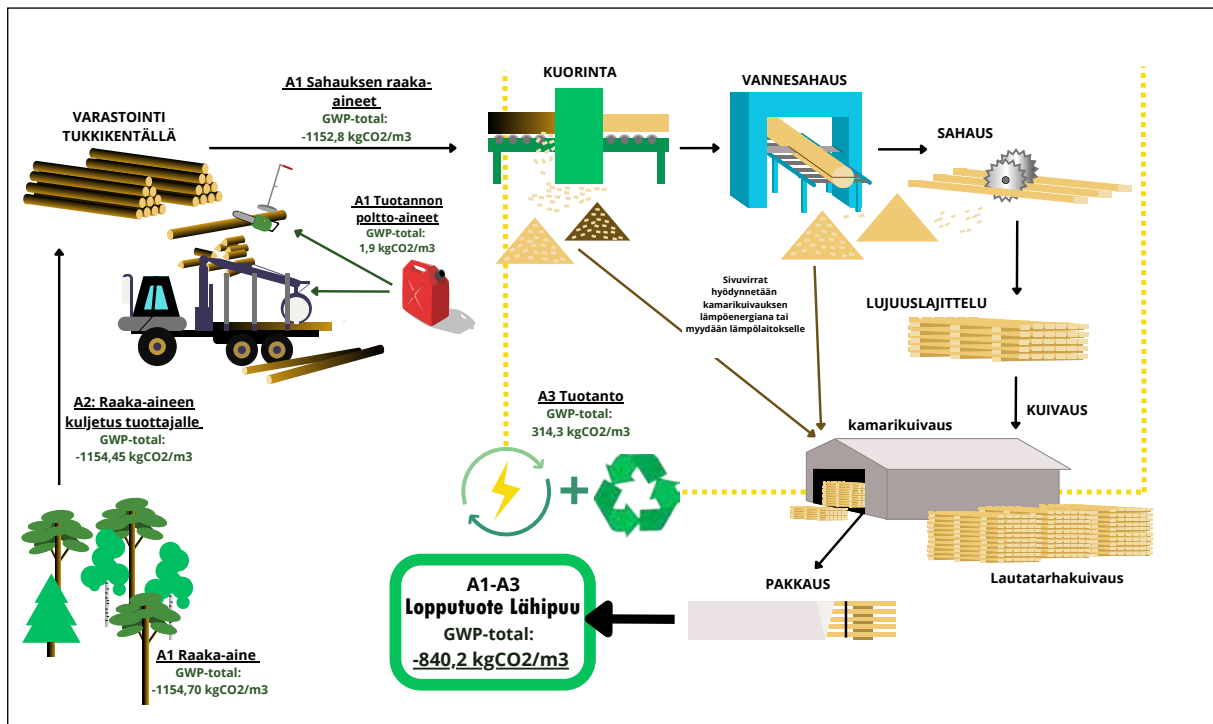 A1 Sahauksen raaka-
aineet
GWP-total:
-1152,8 kgCO2/m3
KUORINTA
VANNESAHAUS
SAHAUS
VARASTOINTI
TUKKIKENTÄLLÄ
A1 Tuotannon
poltto-aineet
GWP-total:
1,9 kgCO2/m3
Sivuvirrat
hyödynnetään
kamarikuivauksen
lämpöenergiana tai
myydään lämpölaitokselle
LUJUUSLAJITTELU
A2: Raaka-aineen
kuljetus tuottajalle
GWP-total:
-1154,45 kgCO2/m3
A3 Tuotanto
GWP-total:
314,3 kgCO2/m3
KUIVAUS
kamarikuivaus
Lautatarhakuivaus
PAKKAUS
A1-A3
Lopputuote Lähipuu
GWP-total:
-840,2 kgCO2/m3
A1 Raaka-aine
GWP-total:
-1154,70 kgCO2/m3